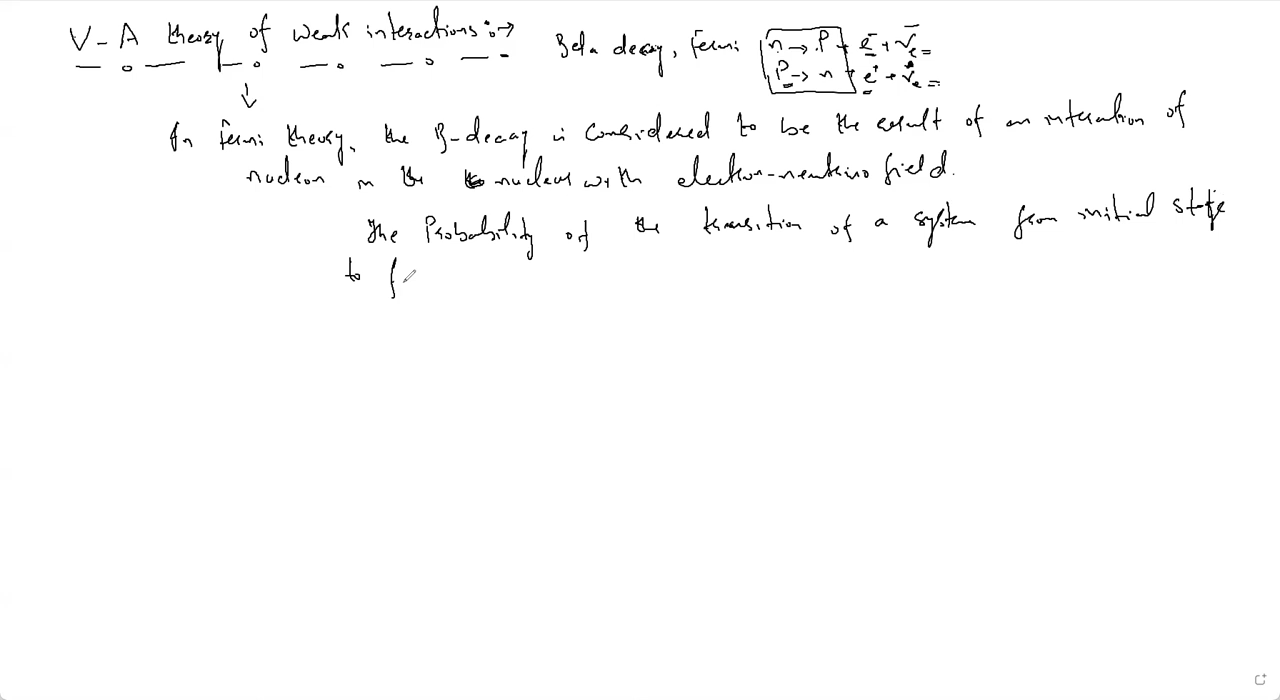 V-A theory of weak interactions :→ Beta decay, Fermi n → p + e⁻ + ν̄e
p → n + e⁺ + νe
↓
In Fermi theory, the β-decay is considered to be the result of an interaction of
nucleon in the nucleus with electron-neutrino field.
The Probability of the transition of a system from initial state
to f